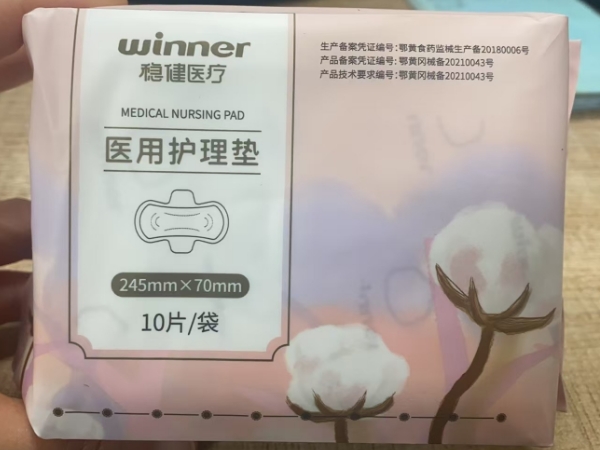 winner
稳健医疗
MEDICAL NURSING PAD
医用护理垫
245mm×70mm
10片/袋
生产备案凭证编号: 鄂黄食药监械生产备20180006号
产品备案凭证编号: 鄂黄冈械备20210043号
产品技术要求编号: 鄂黄冈械备20210043号